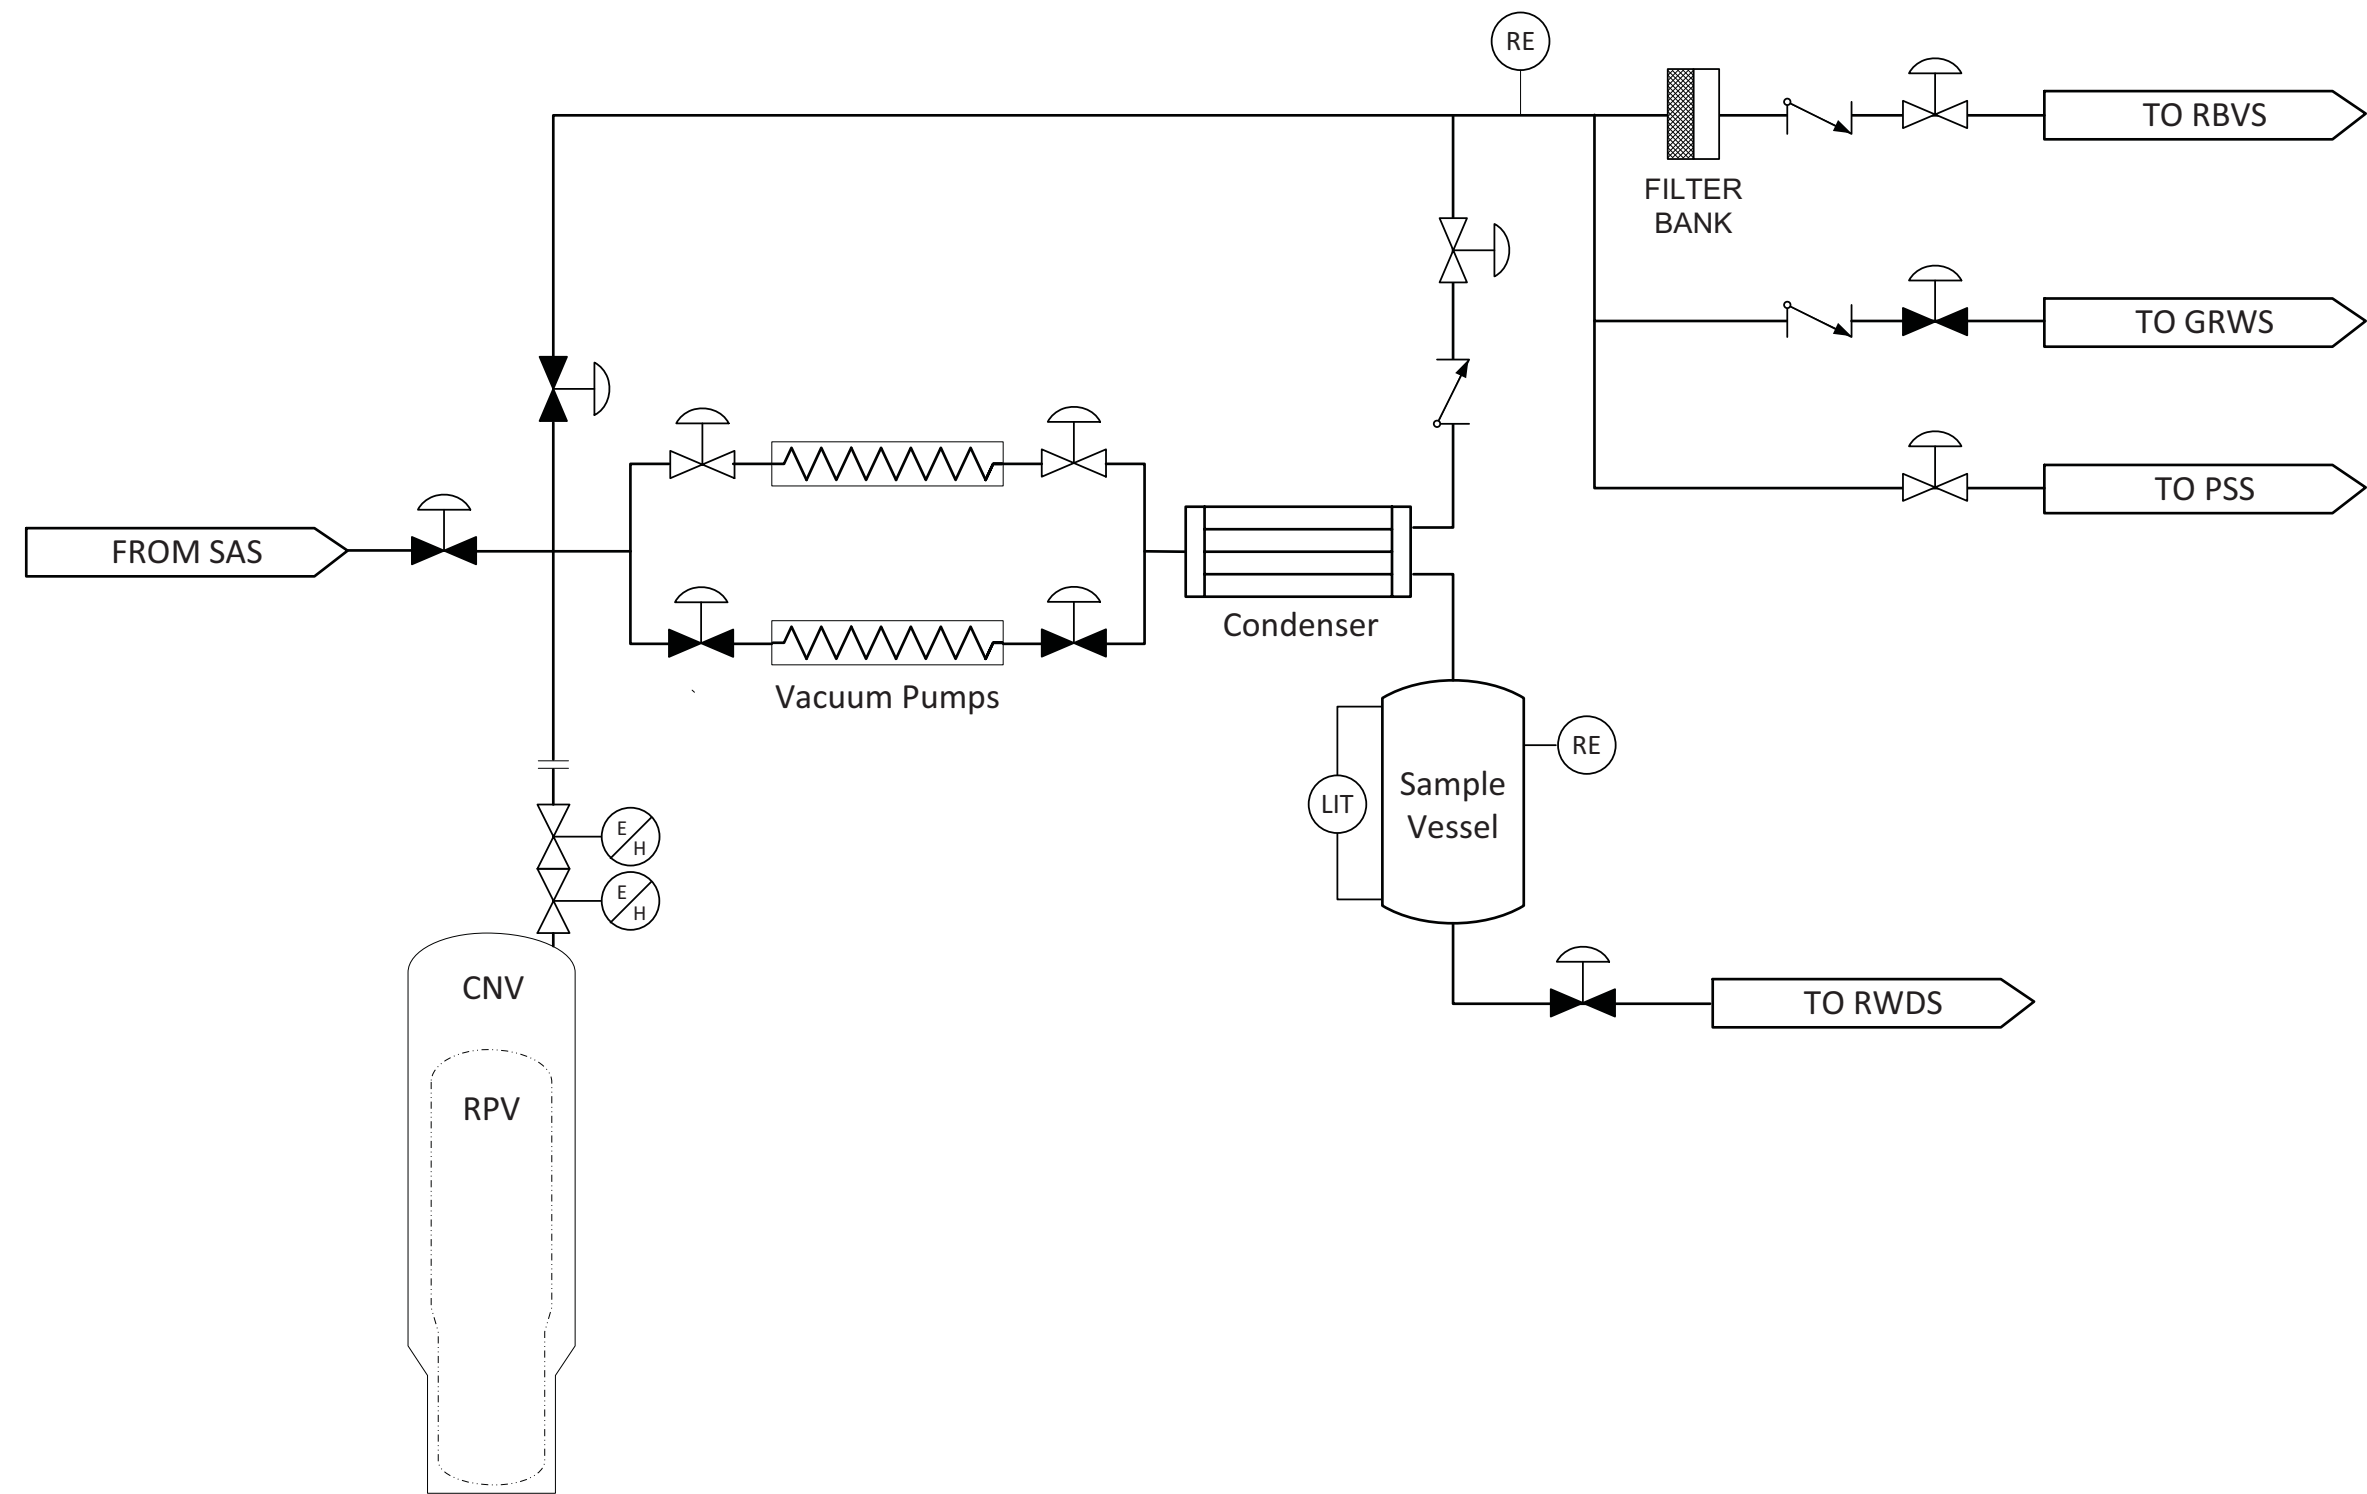 RE
TO RBVS
FILTER
BANK
TO GRWS
TO PSS
FROM SAS
Condenser
Vacuum Pumps
RE
LIT
Sample
Vessel
E
H
E
H
CNV
TO RWDS
RPV